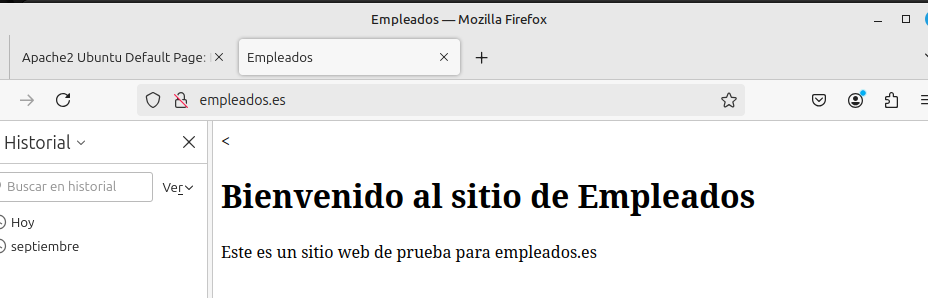 Empleados — Mozilla Firefox
Apache2 Ubuntu Default Page:
Empleados
empleados.es
Historial
Buscar en historial
Ver
Hoy
septiembre
<
Bienvenido al sitio de Empleados
Este es un sitio web de prueba para empleados.es